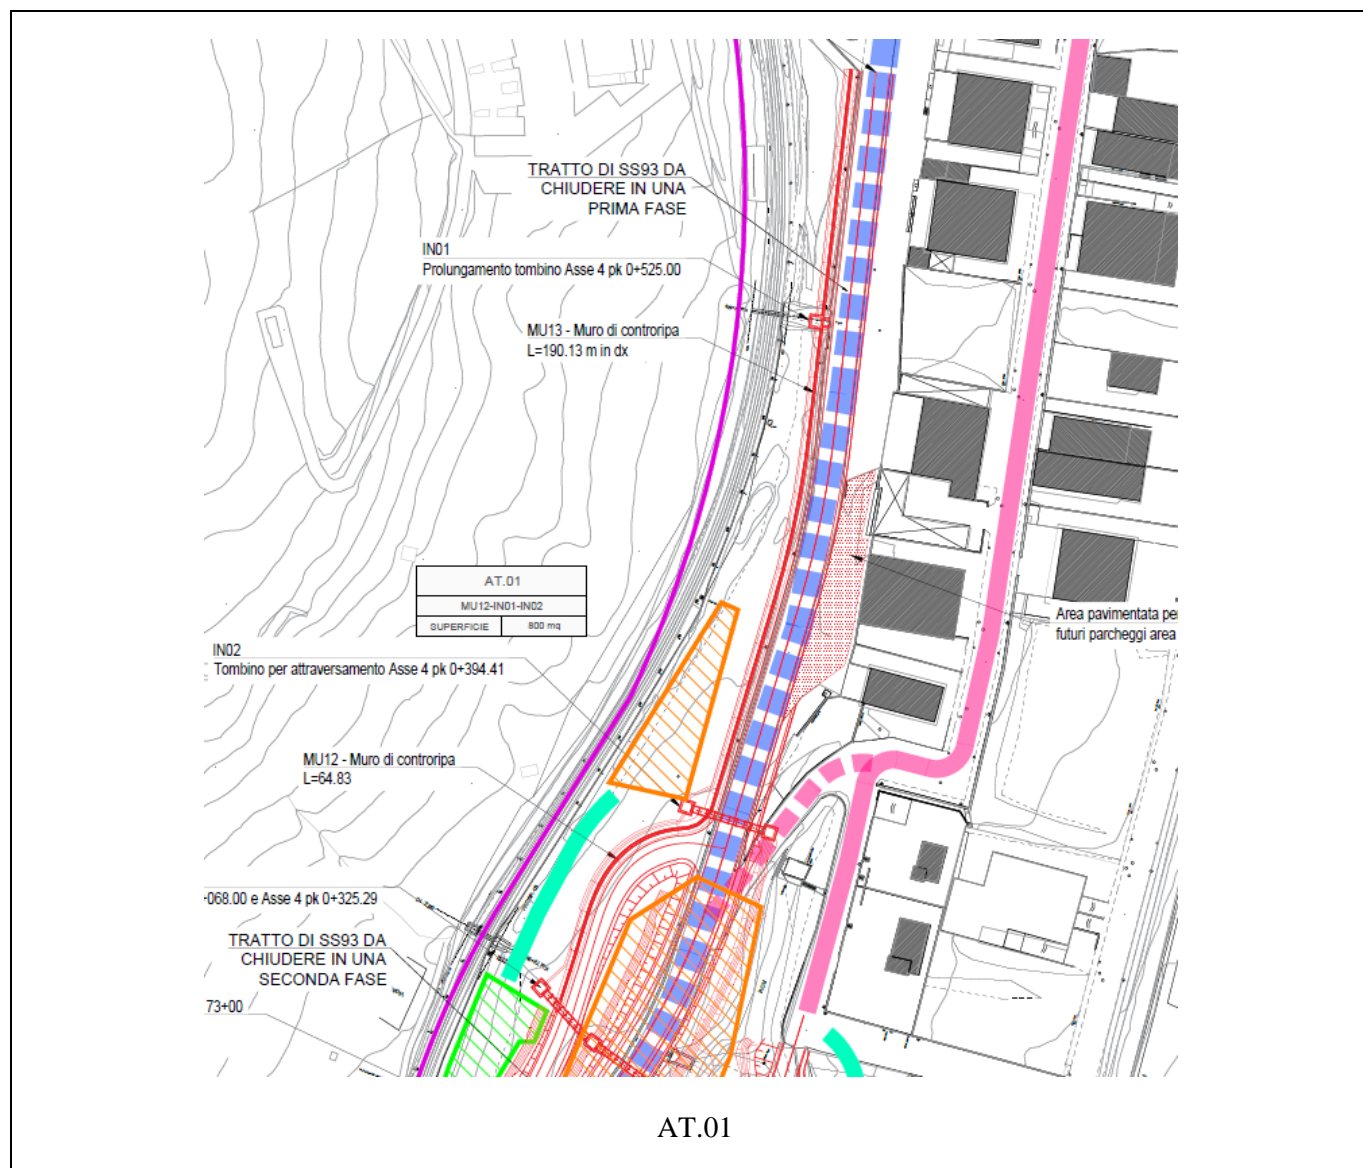 TRATTO DI SS93 DA
CHIUDERE IN UNA
PRIMA FASE
IN01
Prolungamento tombino Asse 4 pk 0+525.00
MU13 - Muro di controripa
L=190.13 m in dx
AT.01
MU12-IN01-IN02
SUPERFICIE 800 mq
Area pavimentata per
futuri parcheggi area
IN02
Tombino per attraversamento Asse 4 pk 0+394.41
MU12 - Muro di controripa
L=64.83
-068.00 e Asse 4 pk 0+325.29
TRATTO DI SS93 DA
CHIUDERE IN UNA
SECONDA FASE
73+00
AT.01